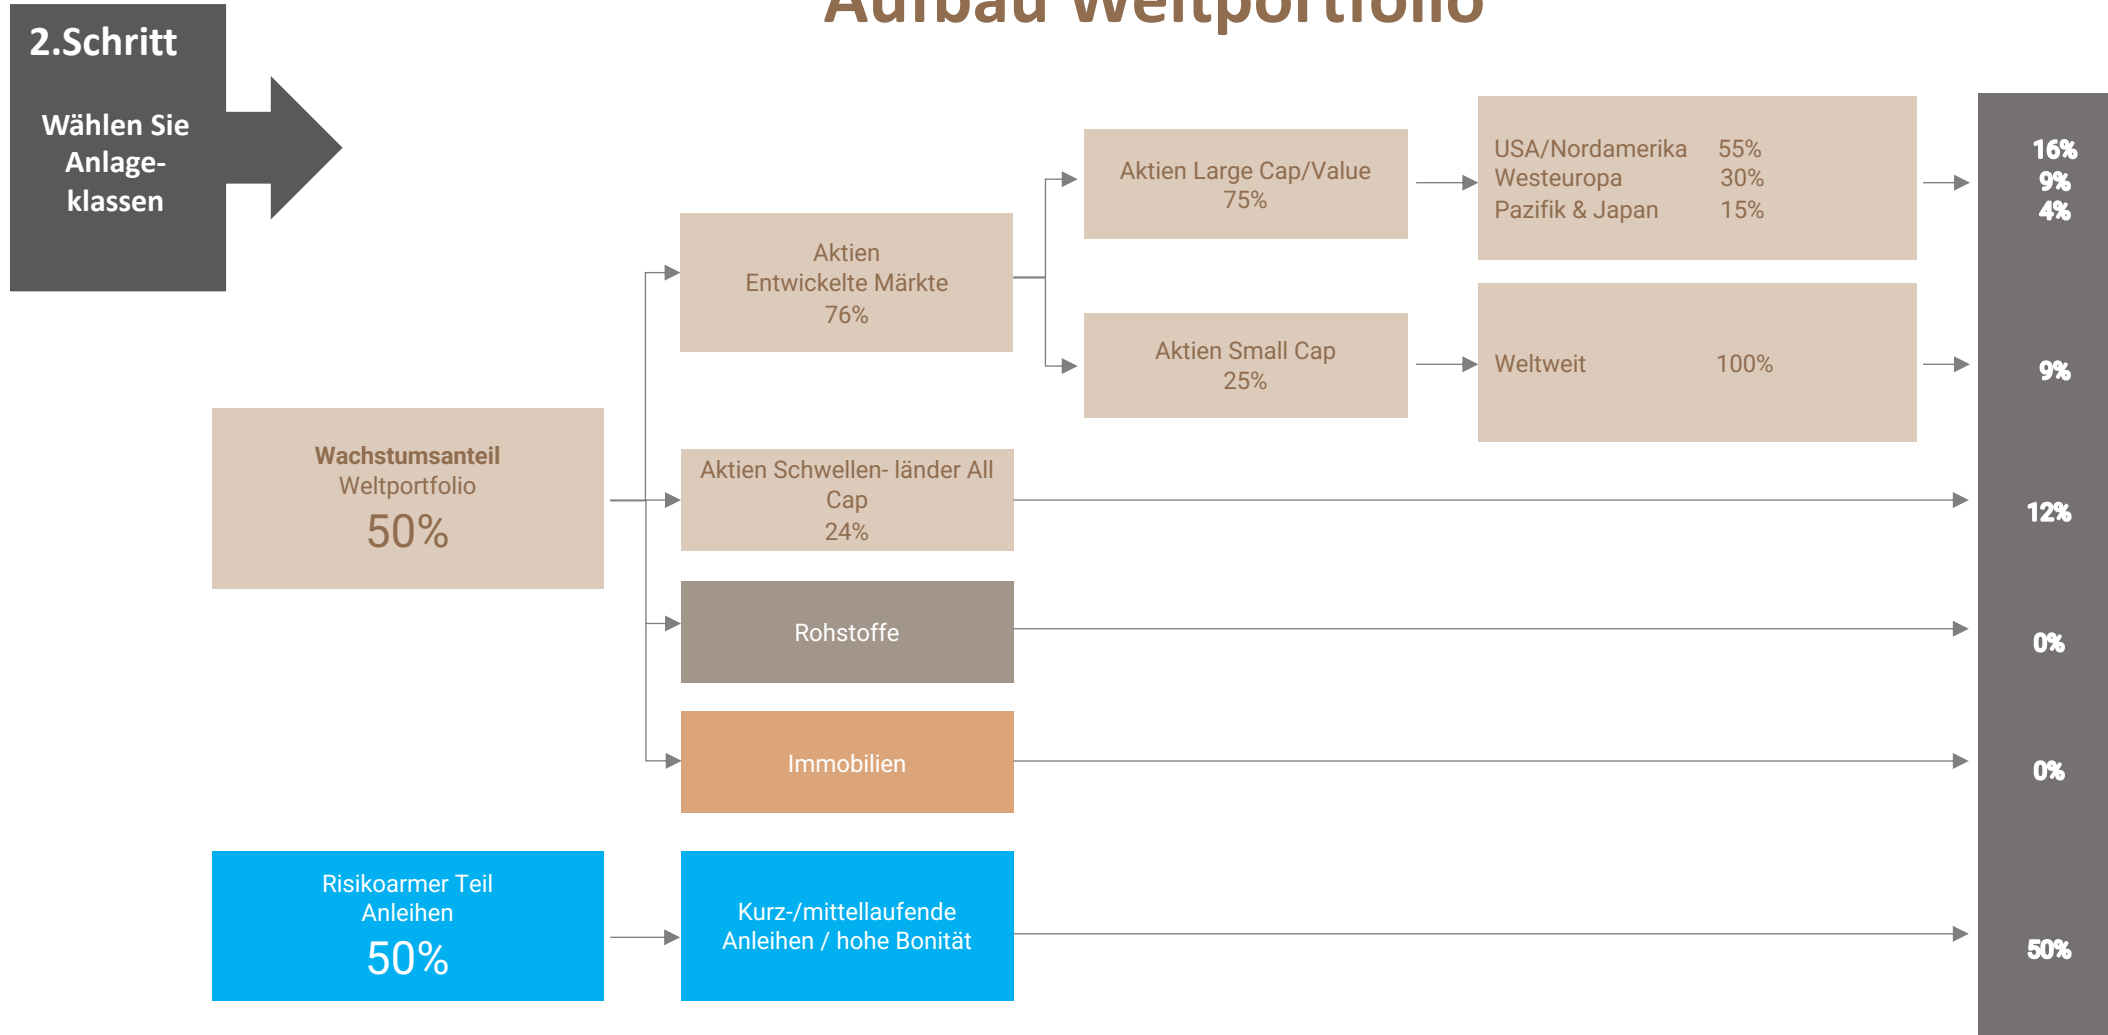 Aufbau Weltportfolio
2.Schritt
Wählen Sie
Anlage-
klassen
Wachstumsanteil
Weltportfolio
50%
Aktien
Entwickelte Märkte
76%
Aktien Large Cap/Value
75%
USA/Nordamerika 55%
Westeuropa 30%
Pazifik & Japan 15%
16%
9%
4%
Aktien Small Cap
25%
Weltweit 100%
9%
Aktien Schwellen- länder All
Cap
24%
12%
Rohstoffe
0%
Immobilien
0%
Risikoarmer Teil
Anleihen
50%
Kurz-/mittellaufende
Anleihen / hohe Bonität
50%